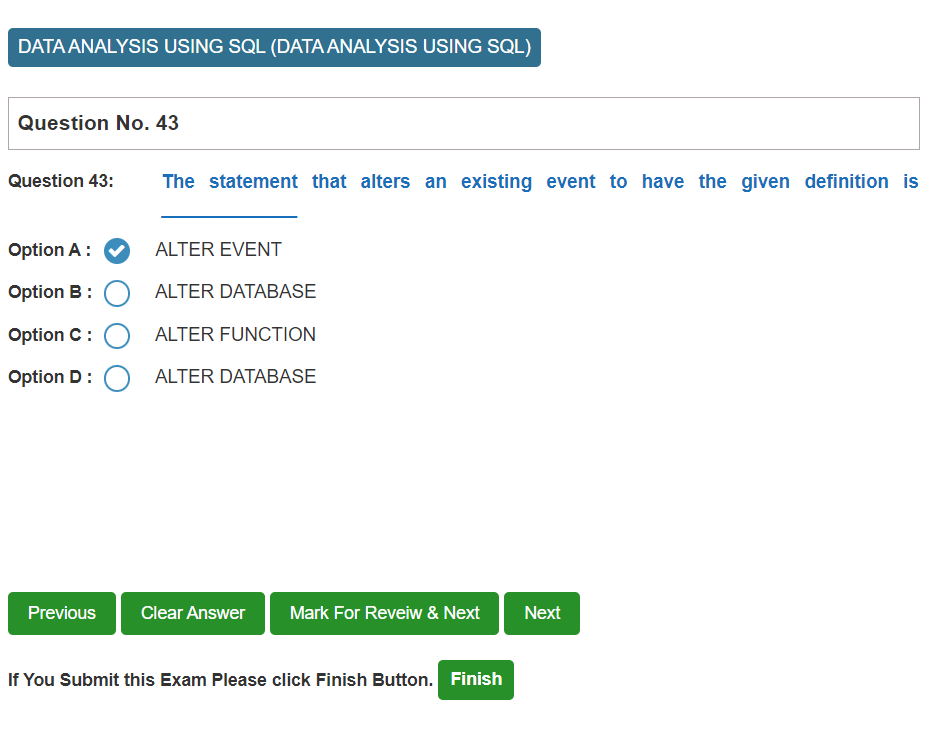 DATA ANALYSIS USING SQL (DATA ANALYSIS USING SQL)
Question No. 43
Question 43: The statement that alters an existing event to have the given definition is
____________
Option A : ALTER EVENT
Option B : ALTER DATABASE
Option C : ALTER FUNCTION
Option D : ALTER DATABASE
Previous Clear Answer Mark For Reveiw & Next Next
If You Submit this Exam Please click Finish Button. Finish